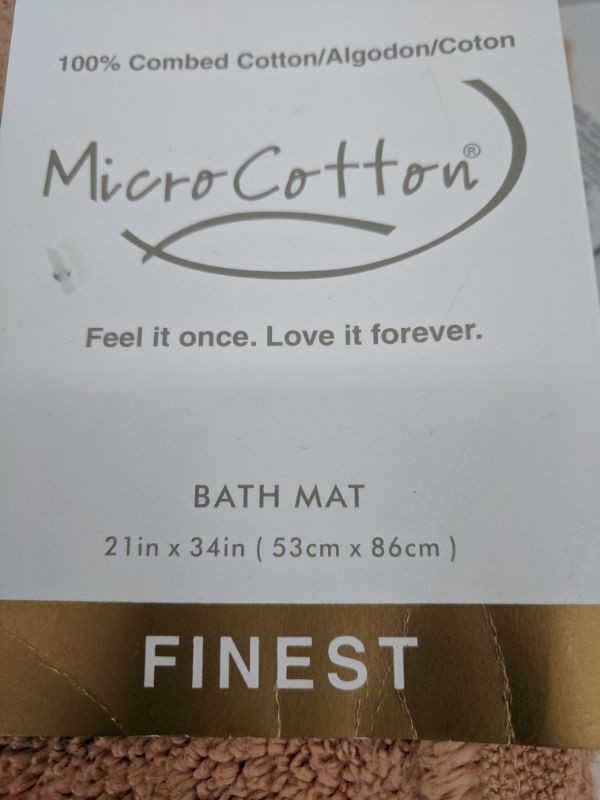 100% Combed Cotton/Algodon/Coton
MicroCotton®
Feel it once. Love it forever.
BATH MAT
21in x 34in ( 53cm x 86cm )
FINEST